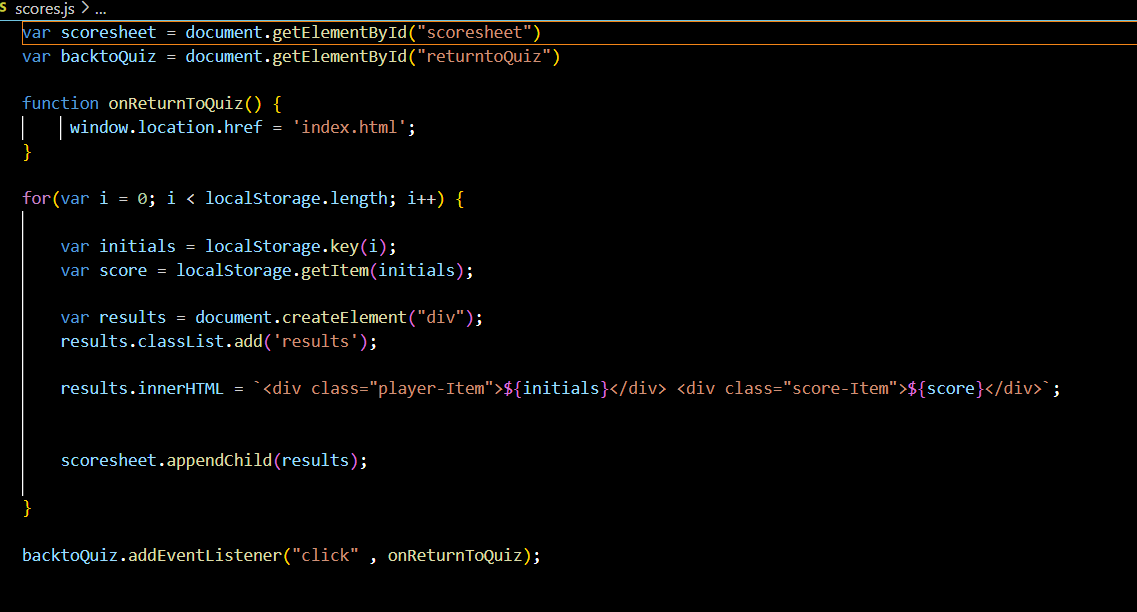 scores.js > ...
var scoresheet = document.getElementById("scoresheet")
var backtoQuiz = document.getElementById("returntoQuiz")
function onReturnToQuiz() {
window.location.href = 'index.html';
}
for(var i = 0; i < localStorage.length; i++) {
var initials = localStorage.key(i);
var score = localStorage.getItem(initials);
var results = document.createElement("div");
results.classList.add('results');
results.innerHTML = `<div class="player-Item">${initials}</div> <div class="score-Item">${score}</div>`;
scoresheet.appendChild(results);
}
backtoQuiz.addEventListener("click" , onReturnToQuiz);